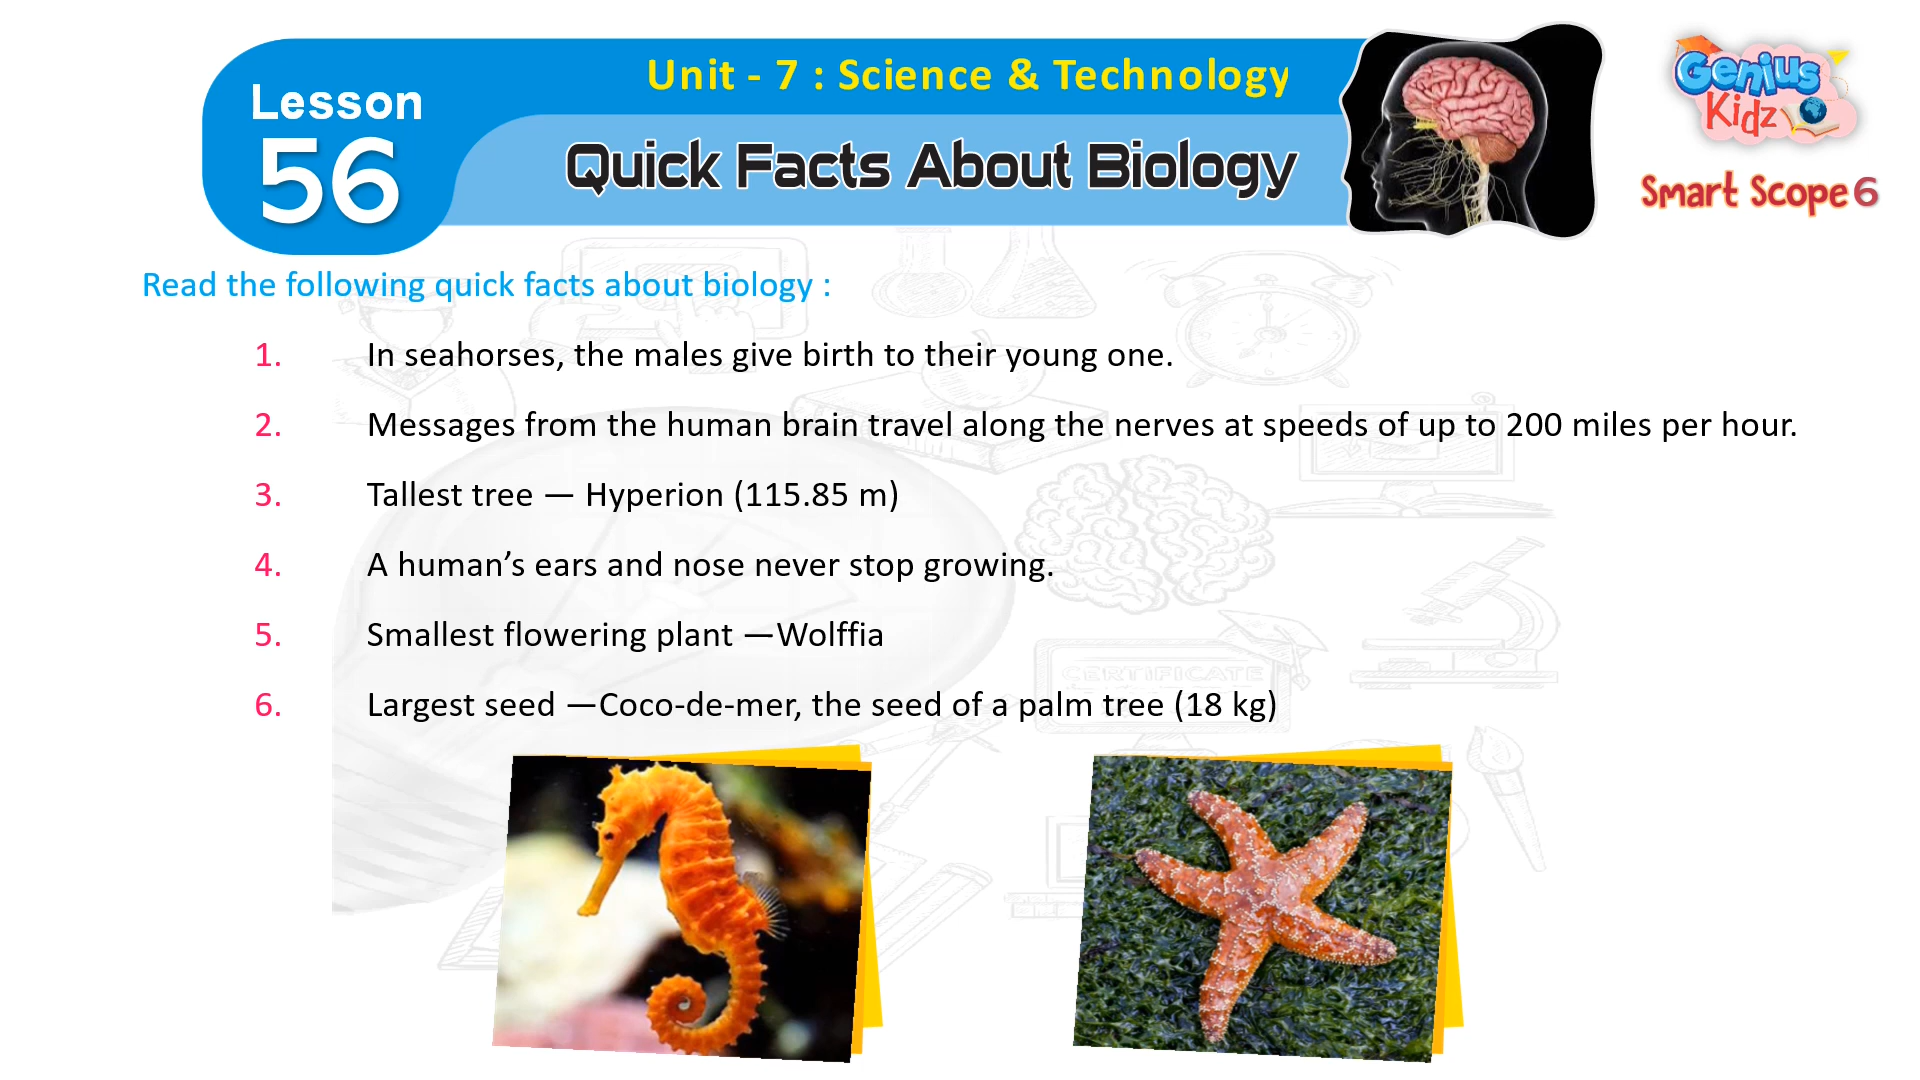 Unit - 7 : Science & Technology
Lesson
56
Quick Facts About Biology
Genius
Kidz
Smart Scope 6
Read the following quick facts about biology :
1. In seahorses, the males give birth to their young one.
2. Messages from the human brain travel along the nerves at speeds of up to 200 miles per hour.
3. Tallest tree — Hyperion (115.85 m)
4. A human’s ears and nose never stop growing.
5. Smallest flowering plant —Wolffia
6. Largest seed —Coco-de-mer, the seed of a palm tree (18 kg)
CERTIFICATE